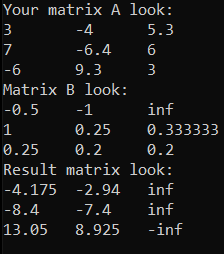 Your matrix A look:
3 -4 5.3
7 -6.4 6
-6 9.3 3
Matrix B look:
-0.5 -1 inf
1 0.25 0.333333
0.25 0.2 0.2
Result matrix look:
-4.175 -2.94 inf
-8.4 -7.4 inf
13.05 8.925 -inf